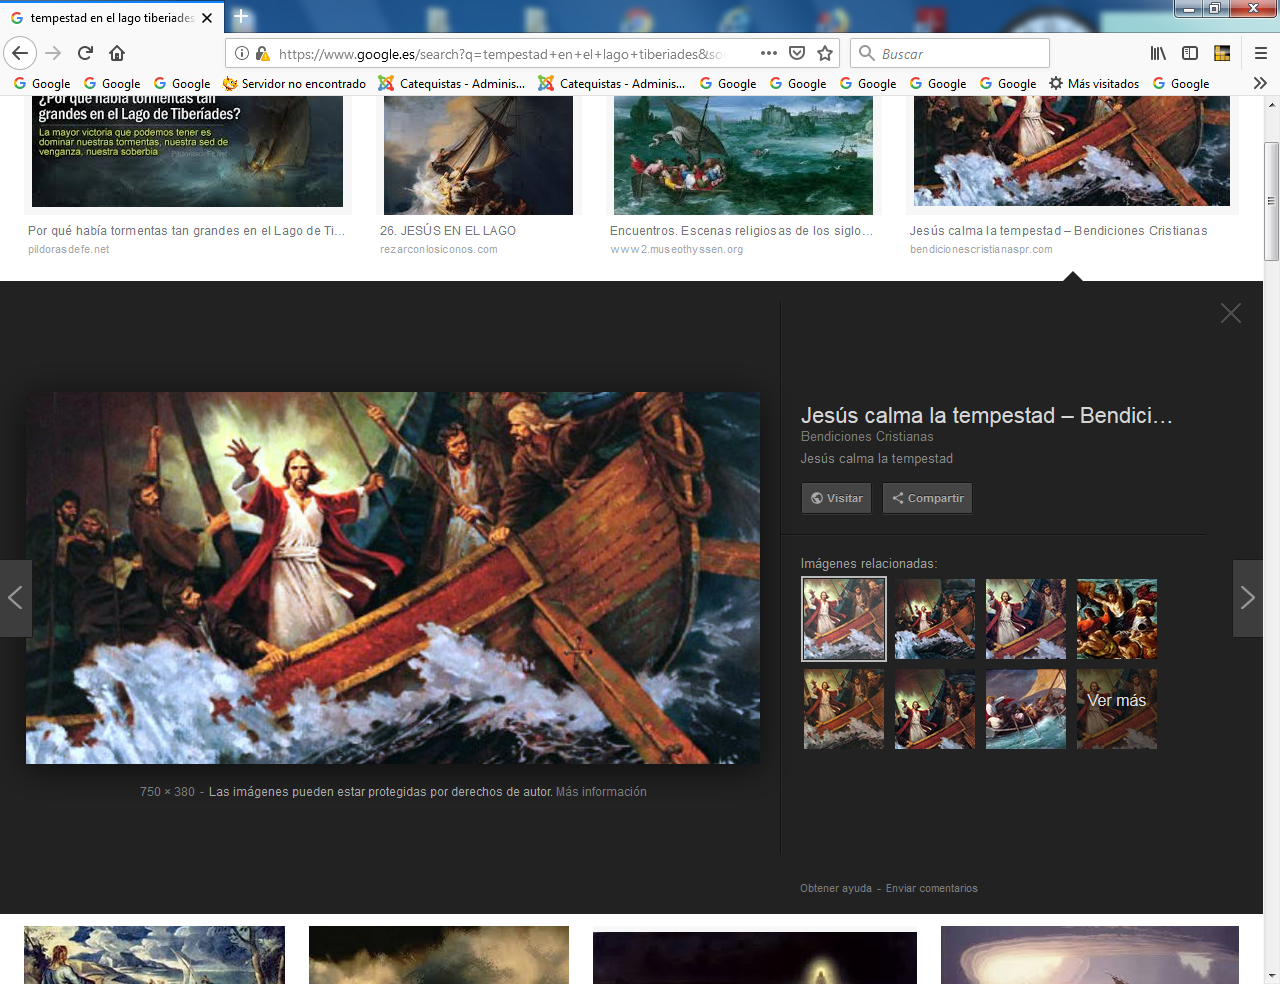 tempestad en el lago tiberiades
https://www.google.es/search?q=tempestad+en+el+lago+tiberiades&so
Buscar
Google
Google
Google
Servidor no encontrado
Catequistas - Adminis...
Catequistas - Adminis...
Google
Google
Google
Google
Google
Más visitados
Google
¿Por qué había tormentas tan
grandes en el Lago de Tiberíades?
La mayor victoria que podemos tener es
dominar nuestras tormentas, nuestra sed de
venganza, nuestra soberbia
Por qué había tormentas tan grandes en el Lago de Ti...
pildorasdefe.net
26. JESÚS EN EL LAGO
rezarconlosiconos.com
Encuentros. Escenas religiosas de los siglo...
www2.museothyssen.org
Jesús calma la tempestad – Bendiciones Cristianas
bendicionescristianaspr.com
Jesús calma la tempestad – Bendici...
Bendiciones Cristianas
Jesús calma la tempestad
Visitar
Compartir
Imágenes relacionadas:
Ver más
750 × 380 - Las imágenes pueden estar protegidas por derechos de autor. Más información
Obtener ayuda - Enviar comentarios